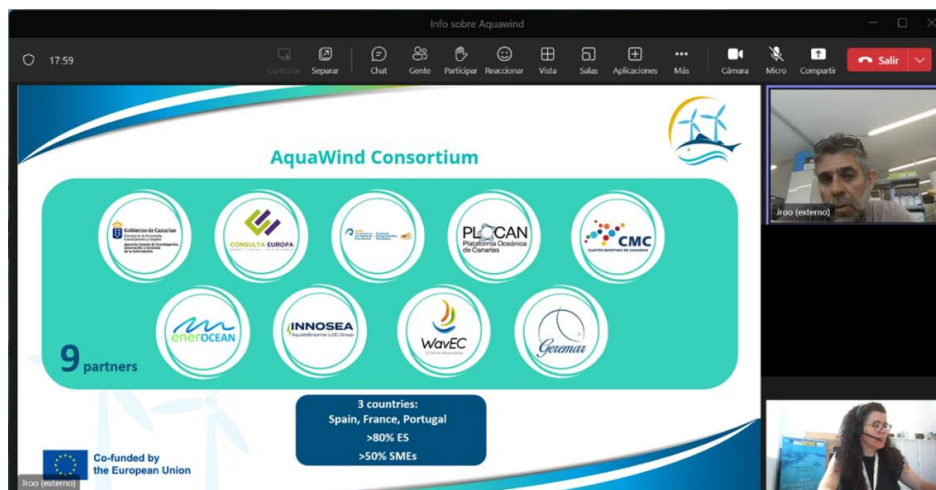 Info sobre Aquawind
17:59
Controlar
Separar
Chat
Gente
Participar
Reaccionar
Vista
Salas
Aplicaciones
Más
Cámara
Micro
Compartir
Salir
AquaWind Consortium
Gobierno de Canarias
CONSULTA EUROPA
PLOCAN
Plataforma Oceánica
de Canarias
CMC
CLUSTER MARÍTIMO DE CANARIAS
enerOCEAN
INNOSEA
WavEC
Offshore Renewables
Geremar
9 partners
3 countries:
Spain, France, Portugal
>80% ES
>50% SMEs
Co-funded by
the European Union
Jroo (externo)
Jroo (externo)